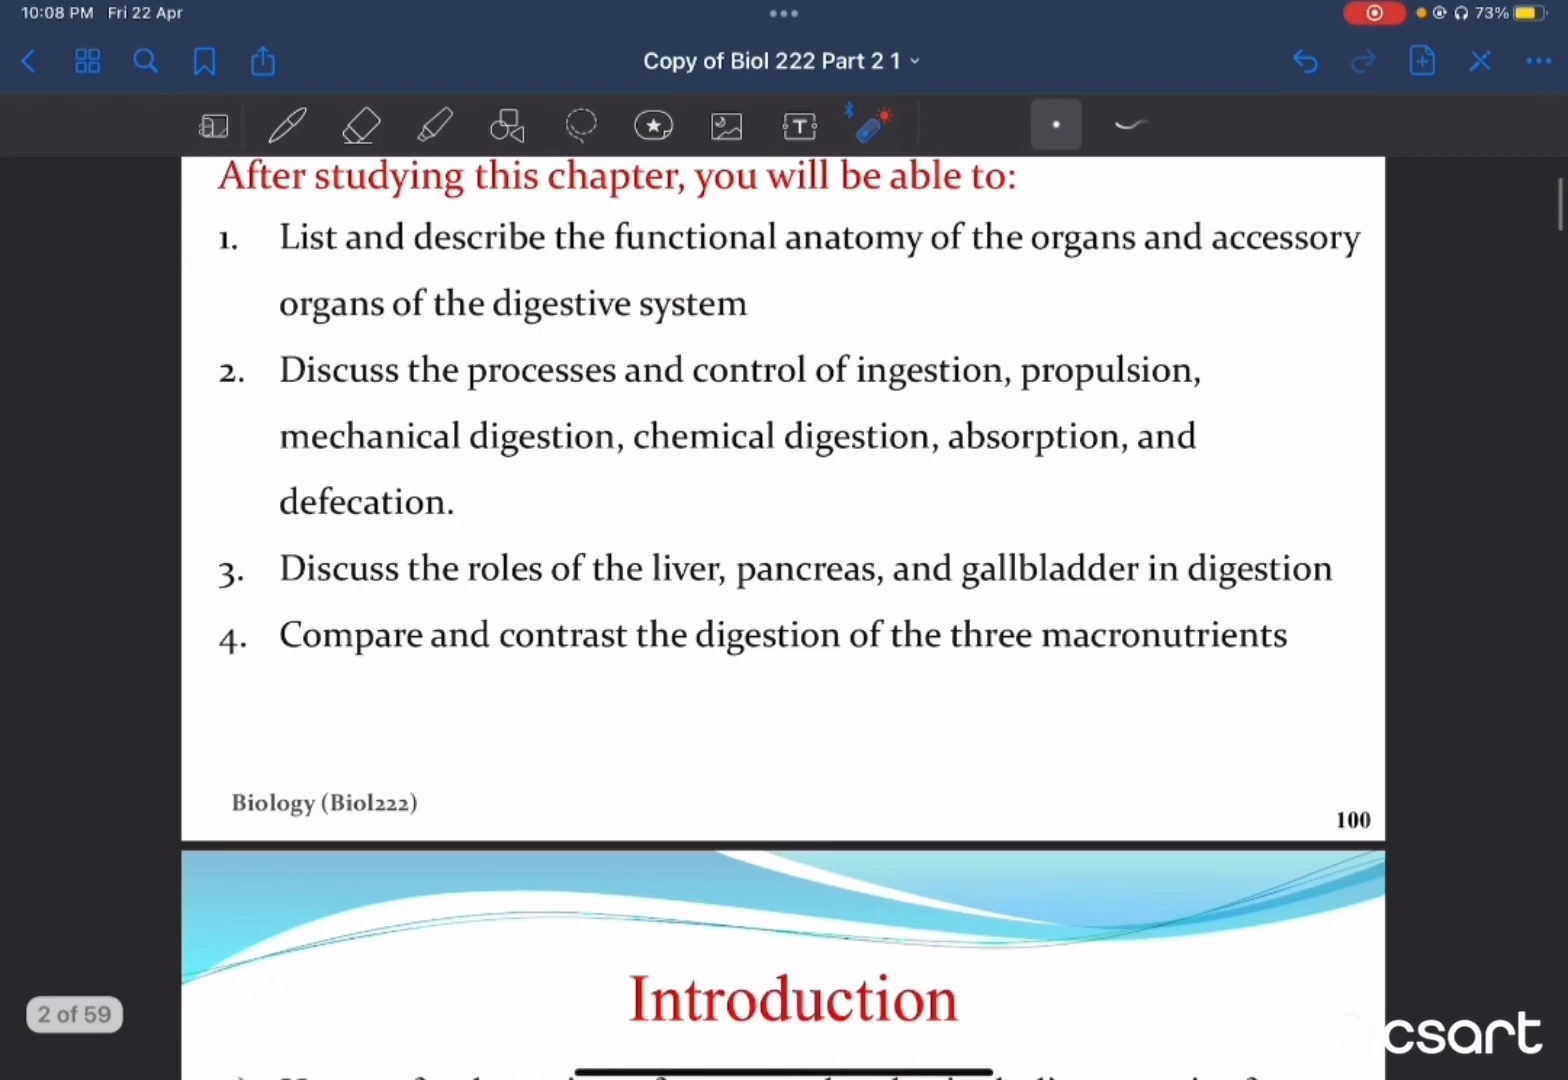 10:08 PM Fri 22 Apr
73%
Copy of Biol 222 Part 2 1
T
After studying this chapter, you will be able to:
1. List and describe the functional anatomy of the organs and accessory
organs of the digestive system
2. Discuss the processes and control of ingestion, propulsion,
mechanical digestion, chemical digestion, absorption, and
defecation.
3. Discuss the roles of the liver, pancreas, and gallbladder in digestion
4. Compare and contrast the digestion of the three macronutrients
Biology (Biol222)
100
Introduction
2 of 59
Picsart